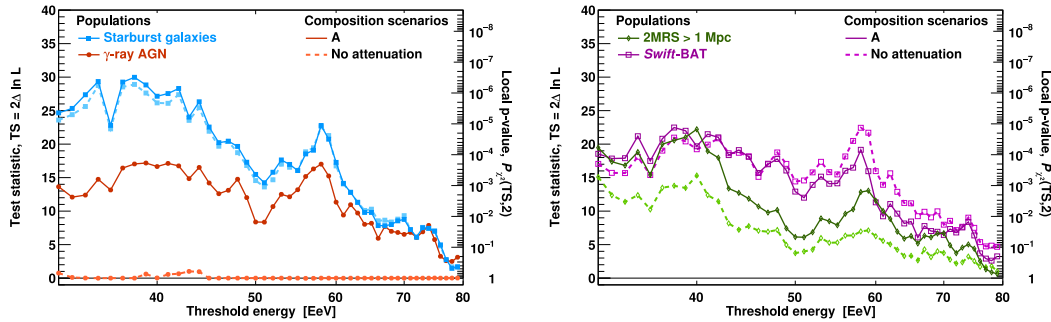 Populations
Starburst galaxies
γ-ray AGN
Composition scenarios
A
No attenuation
Test statistic, TS = 2Δ ln L
40
35
30
25
20
15
10
5
0
Local p-value, P_χ²(TS,2)
10⁻⁸
10⁻⁷
10⁻⁶
10⁻⁵
10⁻⁴
10⁻³
10⁻²
10⁻¹
1
40 50 60 70 80
Threshold energy [EeV]
Populations
2MRS > 1 Mpc
Swift-BAT
Composition scenarios
A
No attenuation
Test statistic, TS = 2Δ ln L
40
35
30
25
20
15
10
5
0
Local p-value, P_χ²(TS,2)
10⁻⁸
10⁻⁷
10⁻⁶
10⁻⁵
10⁻⁴
10⁻³
10⁻²
10⁻¹
1
40 50 60 70 80
Threshold energy [EeV]